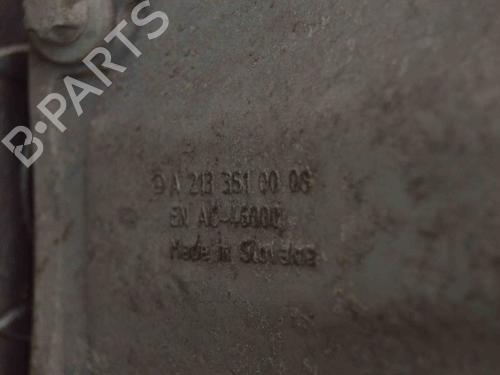 B-PARTS
A 213 351 00 06
EN AC-46000
Made in Slovakia